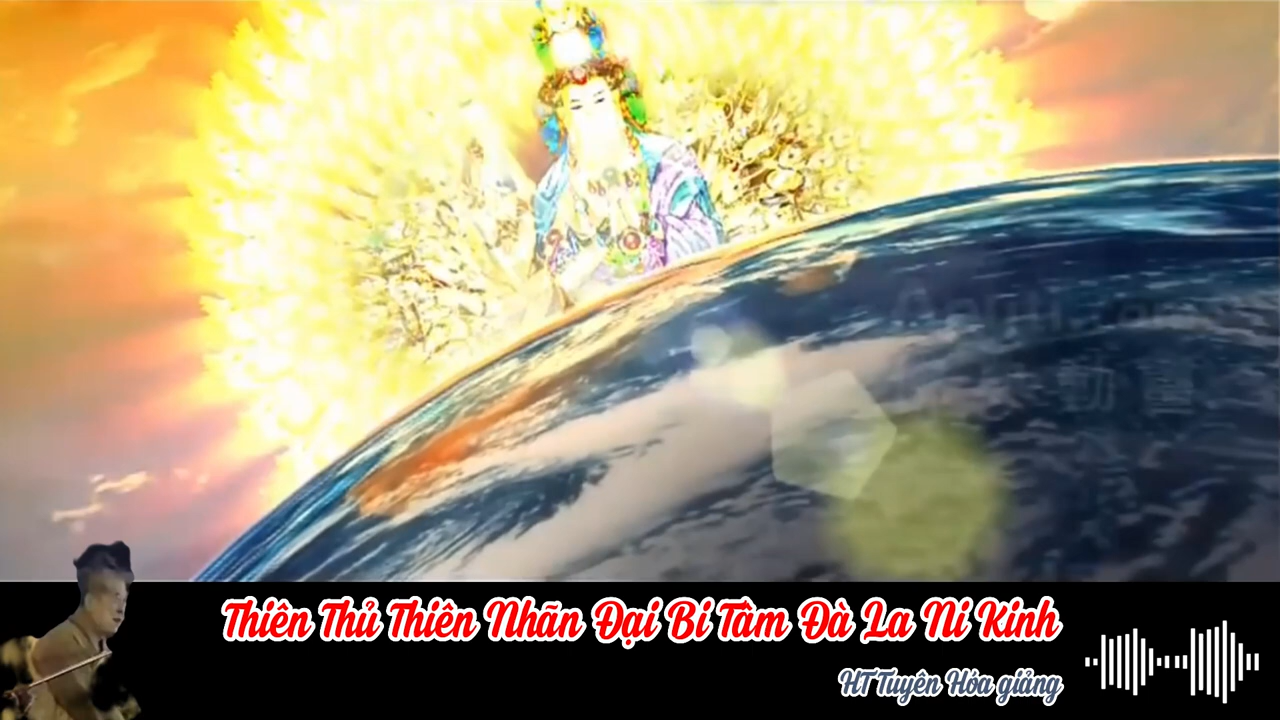 Thiên Thủ Thiên Nhãn Đại Bi Tâm Đà La Ni Kinh
HT Tuyên Hóa giảng